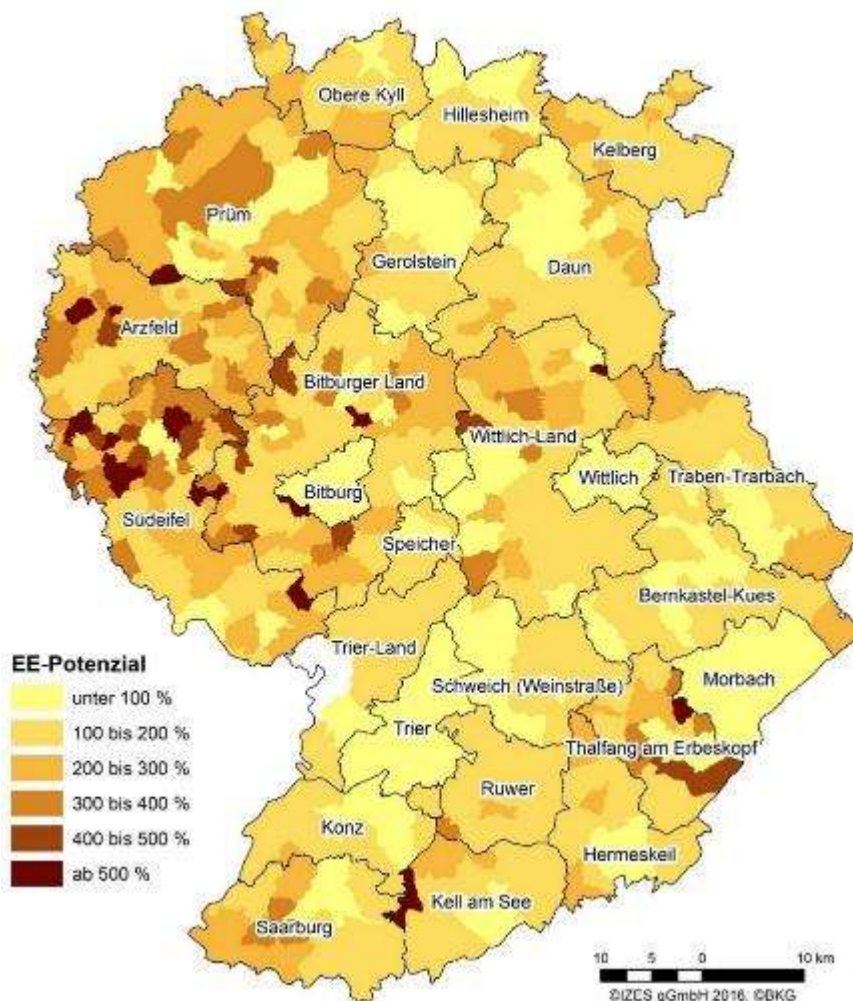 Obere Kyll
Hillesheim
Kelberg
Prüm
Gerolstein
Daun
Arzfeld
Bitburger Land
Wittlich-Land
Wittlich
Traben-Trarbach
Bitburg
Südeifel
Speicher
Bernkastel-Kues
Trier-Land
EE-Potenzial
unter 100 %
100 bis 200 %
200 bis 300 %
300 bis 400 %
400 bis 500 %
ab 500 %
Schweich (Weinstraße)
Morbach
Trier
Thalfang am Erbeskopf
Ruwer
Konz
Hermeskeil
Kell am See
Saarburg
10 5 0 10 km
©IZES gGmbH 2016, ©BKG